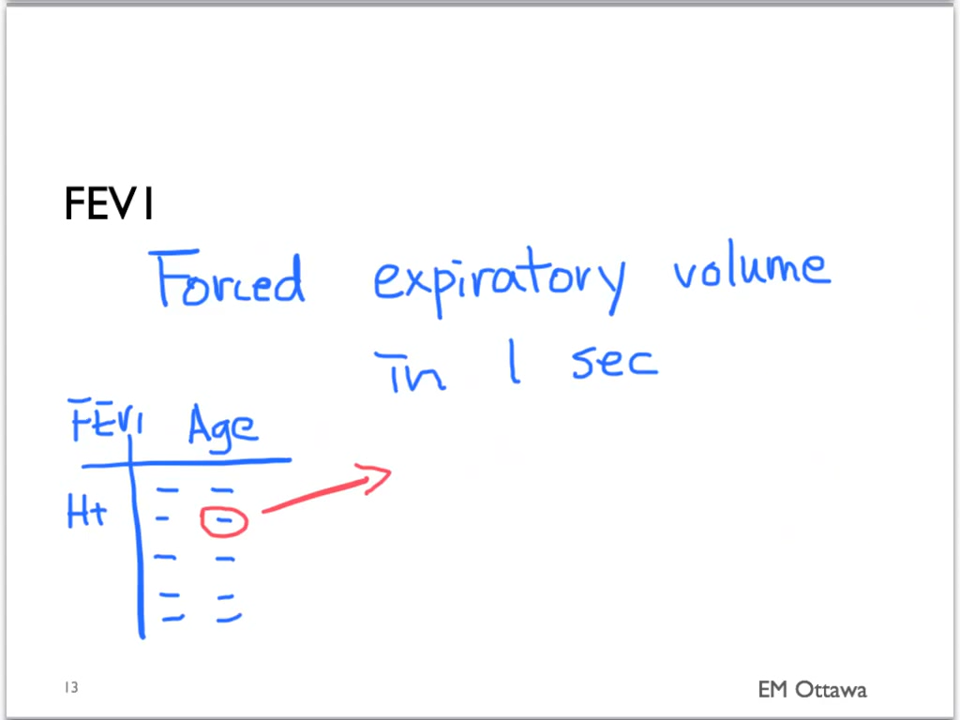 FEV1
Forced expiratory volume
in 1 sec
FEV1 Age
Ht
13
EM Ottawa